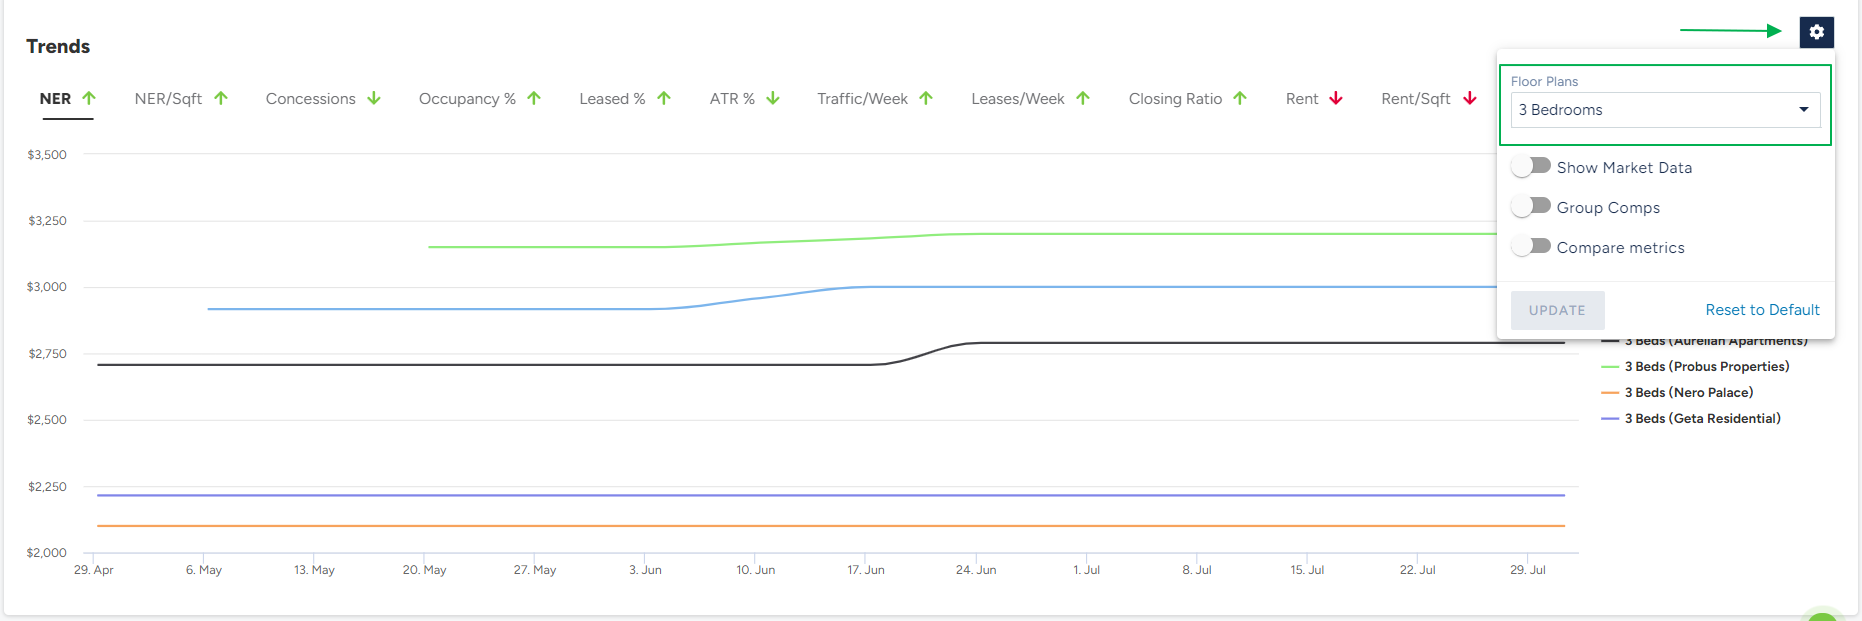 Trends
NER NER/Sqft Concessions Occupancy % Leased % ATR % Traffic/Week Leases/Week Closing Ratio Rent Rent/Sqft
Floor Plans
3 Bedrooms
Show Market Data
Group Comps
Compare metrics
UPDATE Reset to Default
$3,500
$3,250
$3,000
$2,750
$2,500
$2,250
$2,000
29. Apr 6. May 13. May 20. May 27. May 3. Jun 10. Jun 17. Jun 24. Jun 1. Jul 8. Jul 15. Jul 22. Jul 29. Jul
3 Beds (Aurelian Apartments)
3 Beds (Probus Properties)
3 Beds (Nero Palace)
3 Beds (Geta Residential)